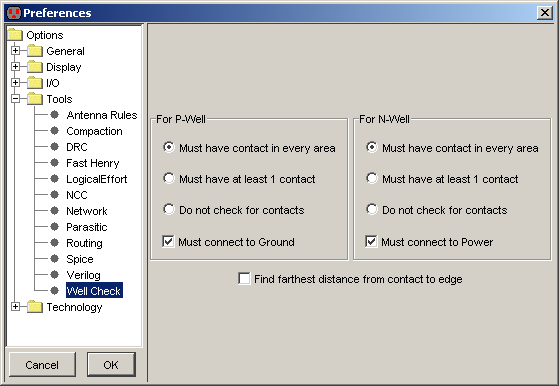 Preferences
Options
General
Display
I/O
Tools
Antenna Rules
Compaction
DRC
Fast Henry
LogicalEffort
NCC
Network
Parasitic
Routing
Spice
Verilog
Well Check
Technology
Cancel
OK
For P-Well
Must have contact in every area
Must have at least 1 contact
Do not check for contacts
Must connect to Ground
For N-Well
Must have contact in every area
Must have at least 1 contact
Do not check for contacts
Must connect to Power
Find farthest distance from contact to edge